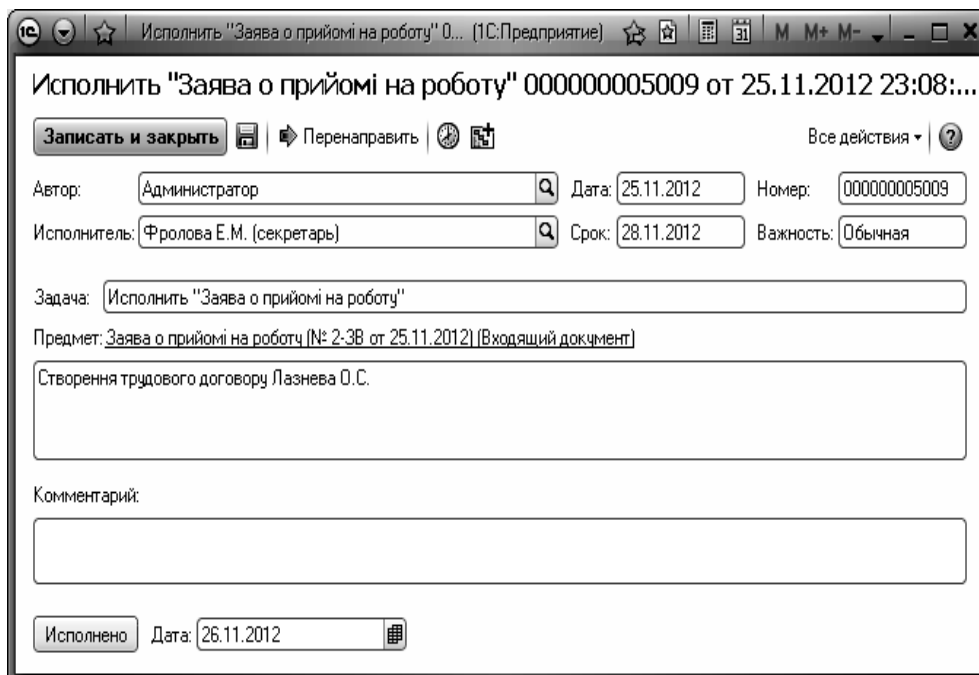 1С Исполнить "Заява о прийомі на роботу" 0... (1С:Предприятие) 31 M M+ M-
Исполнить "Заява о прийомі на роботу" 000000005009 от 25.11.2012 23:08:...
Записать и закрыть Перенаправить Все действия ?
Автор: Администратор Дата: 25.11.2012 Номер: 000000005009
Исполнитель: Фролова Е.М. (секретарь) Срок: 28.11.2012 Важность: Обычная
Задача: Исполнить "Заява о прийомі на роботу"
Предмет: Заява о прийомі на роботу (№ 2-ЗВ от 25.11.2012) (Входящий документ)
Створення трудового договору Лазнева О.С.
Комментарий:
Исполнено Дата: 26.11.2012